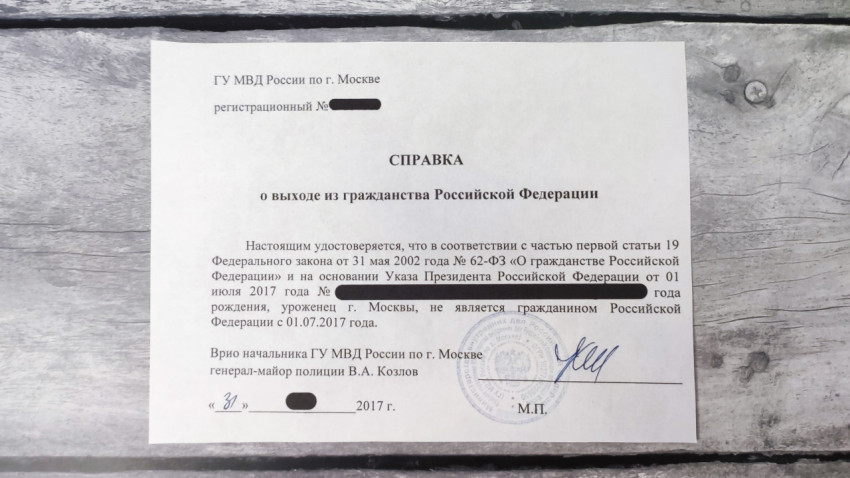 ГУ МВД России по г. Москве
регистрационный №
СПРАВКА
о выходе из гражданства Российской Федерации
Настоящим удостоверяется, что в соответствии с частью первой статьи 19
Федерального закона от 31 мая 2002 года № 62-ФЗ «О гражданстве Российской
Федерации» и на основании Указа Президента Российской Федерации от 01
июля 2017 года № года
рождения, уроженец г. Москвы, не является гражданином Российской
Федерации с 01.07.2017 года.
Врио начальника ГУ МВД России по г. Москве
генерал-майор полиции В.А. Козлов
« 31 » 2017 г.
М.П.